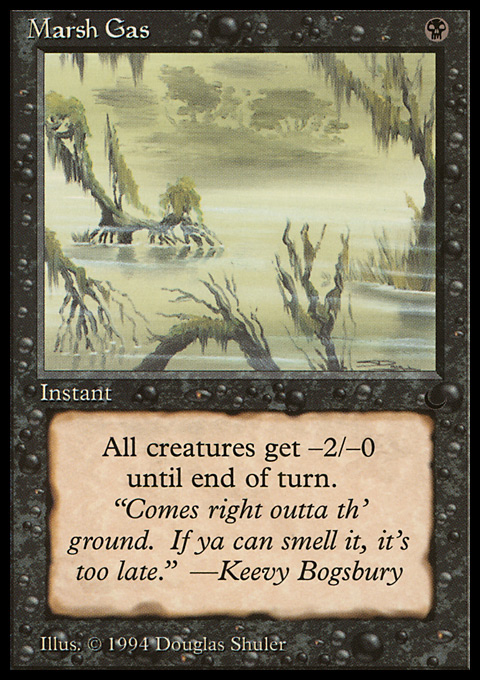 Marsh Gas
Instant
All creatures get –2/–0
until end of turn.
“Comes right outta th’
ground.  If ya can smell it, it’s
too late.” —Keevy Bogsbury
Illus. © 1994 Douglas Shuler